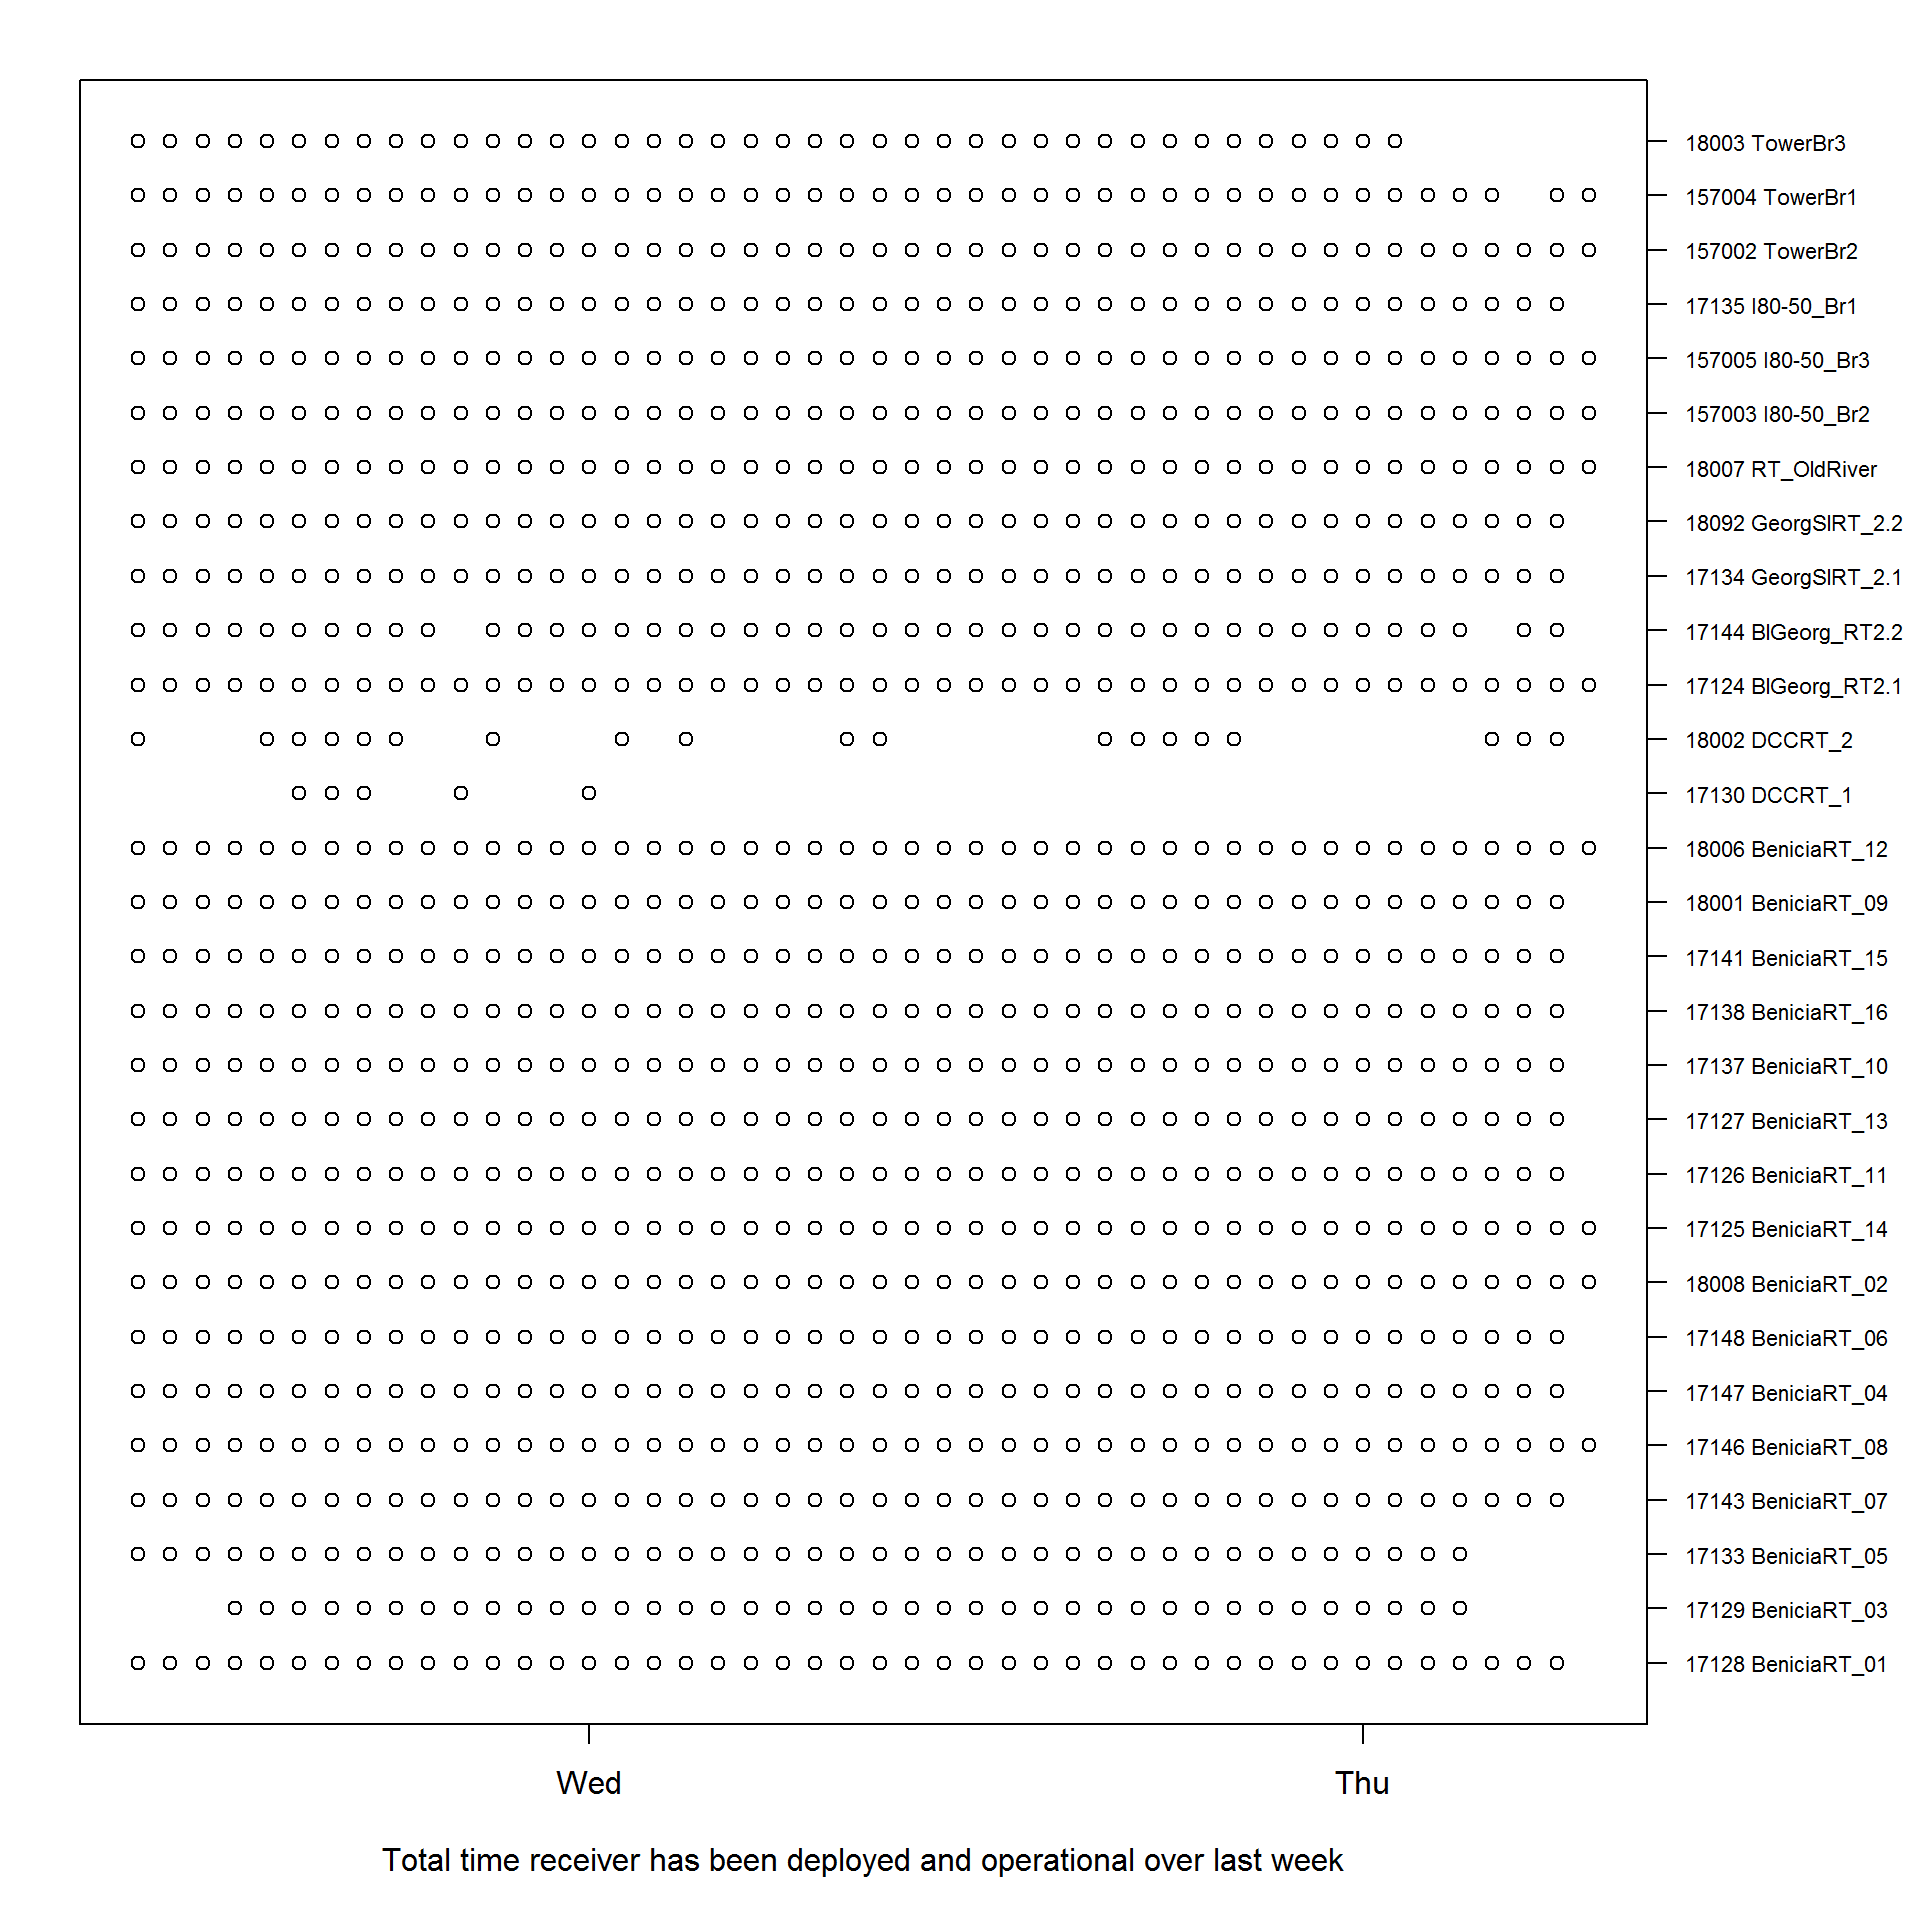 18003 TowerBr3
157004 TowerBr1
157002 TowerBr2
17135 I80-50_Br1
157005 I80-50_Br3
157003 I80-50_Br2
18007 RT_OldRiver
18092 GeorgSlRT_2.2
17134 GeorgSlRT_2.1
17144 BlGeorg_RT2.2
17124 BlGeorg_RT2.1
18002 DCCRT_2
17130 DCCRT_1
18006 BeniciaRT_12
18001 BeniciaRT_09
17141 BeniciaRT_15
17138 BeniciaRT_16
17137 BeniciaRT_10
17127 BeniciaRT_13
17126 BeniciaRT_11
17125 BeniciaRT_14
18008 BeniciaRT_02
17148 BeniciaRT_06
17147 BeniciaRT_04
17146 BeniciaRT_08
17143 BeniciaRT_07
17133 BeniciaRT_05
17129 BeniciaRT_03
17128 BeniciaRT_01
Wed Thu
Total time receiver has been deployed and operational over last week